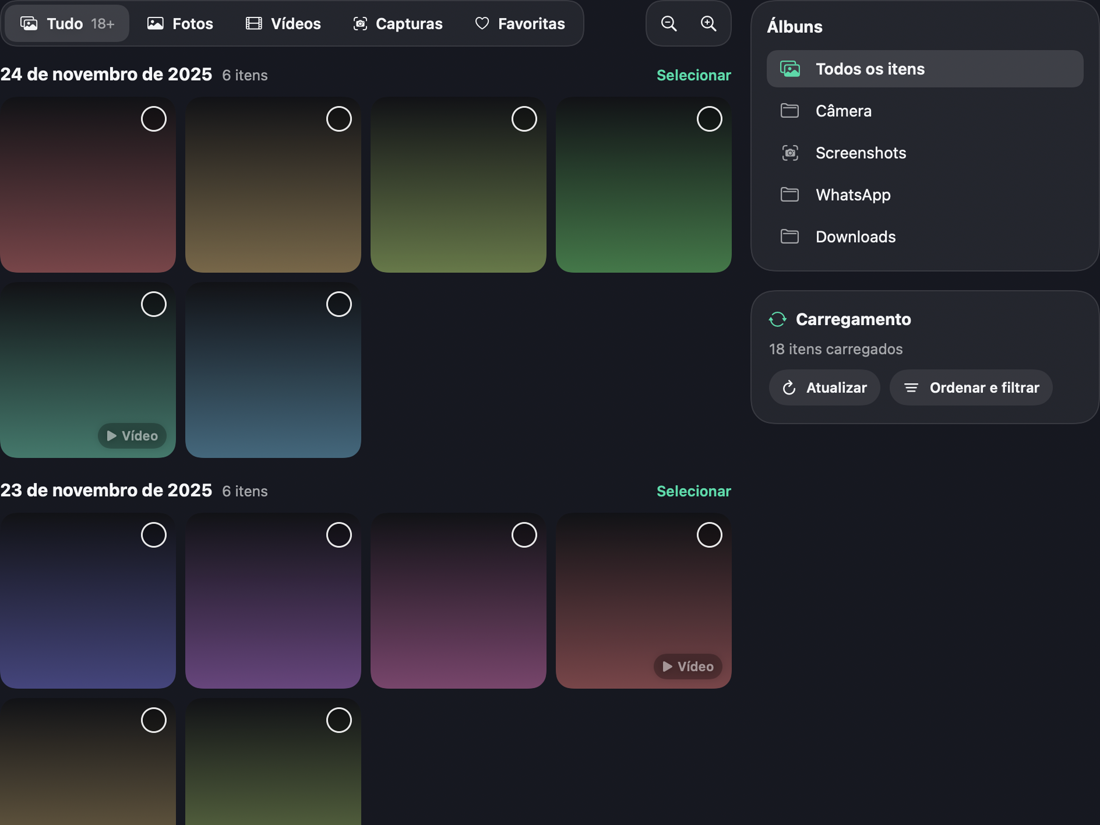 Tudo 18+ Fotos Vídeos Capturas Favoritas
24 de novembro de 2025 6 itens Selecionar
Vídeo
23 de novembro de 2025 6 itens Selecionar
Vídeo
Álbuns
Todos os itens
Câmera
Screenshots
WhatsApp
Downloads
Carregamento
18 itens carregados
Atualizar Ordenar e filtrar